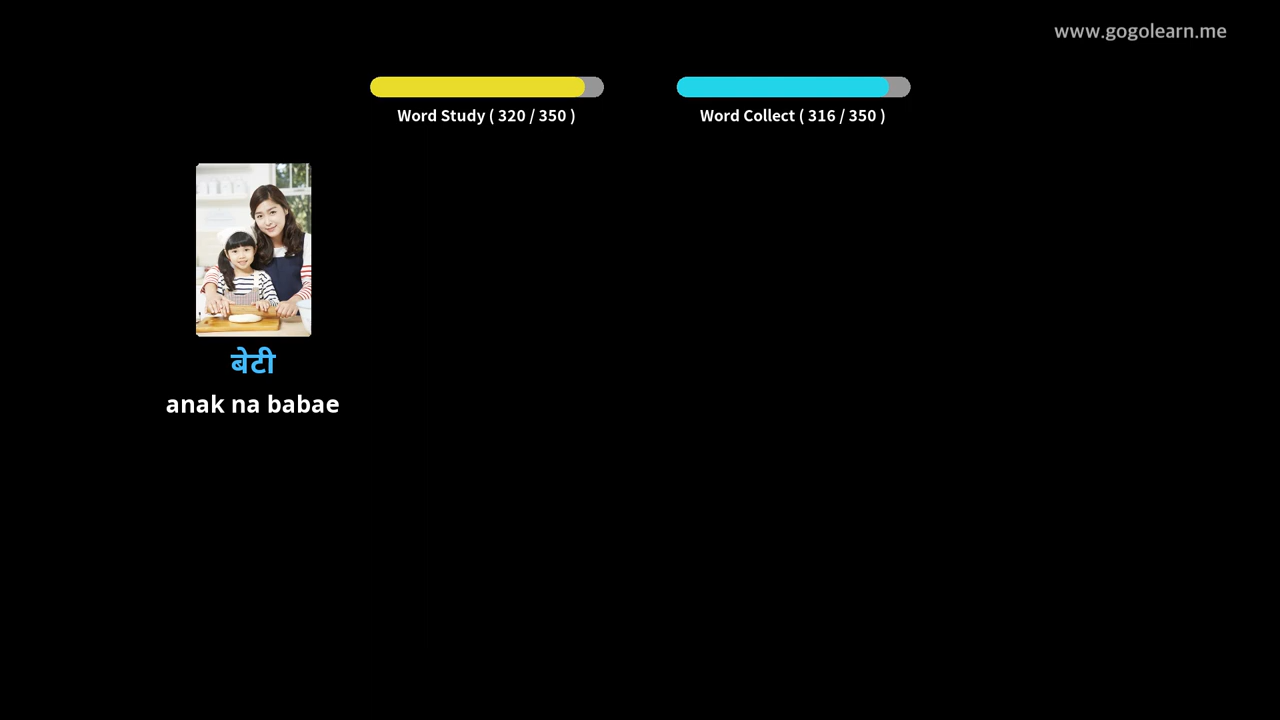 www.gogolearn.me
Word Study ( 320 / 350 )
Word Collect ( 316 / 350 )
बेटी
anak na babae